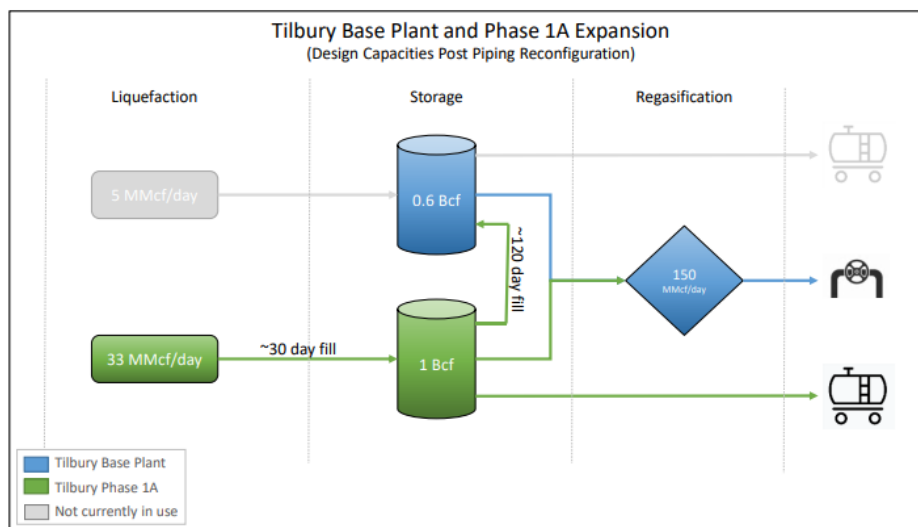 Tilbury Base Plant and Phase 1A Expansion
(Design Capacities Post Piping Reconfiguration)
Liquefaction
Storage
Regasification
5 MMcf/day
0.6 Bcf
~120 day fill
150
MMcf/day
33 MMcf/day
~30 day fill
1 Bcf
Tilbury Base Plant
Tilbury Phase 1A
Not currently in use